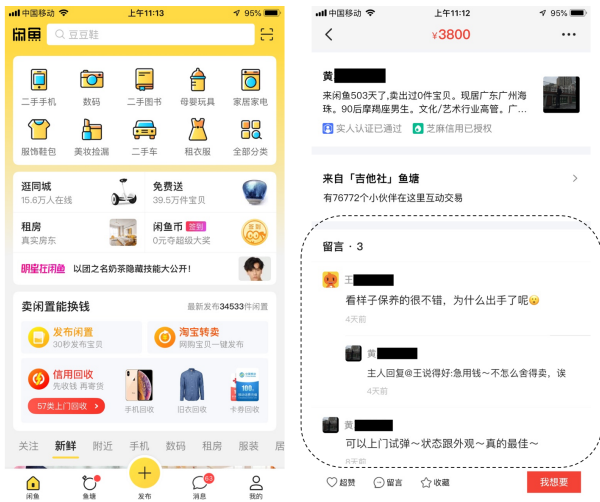 中国移动 上午11:13 95%
闲鱼 豆豆鞋
二手手机 数码 二手图书 母婴玩具 家居家电
服饰鞋包 美妆捡漏 二手车 租衣服 全部分类
逛同城 免费送
15.6万人在线 39.5万件宝贝
租房 闲鱼币 签到
真实房东 0元夺超级大奖
明星在闲鱼 以团之名奶茶隐藏技能大公开!
卖闲置能换钱 最新发布34533件闲置
发布闲置 淘宝转卖
30秒发布宝贝 网购宝贝一键发布
信用回收
先收钱 再寄货
100
57类上门回收 手机回收 旧衣回收 卡券回收
关注 新鲜 附近 手机 数码 租房 服装 居
闲鱼 鱼塘 发布 消息 我的
中国移动 上午11:12 95%
¥3800
黄
来闲鱼503天了,卖出过0件宝贝。现居广东广州海
珠。90后摩羯座男生。文化/艺术行业高管。广...
实人认证已通过 芝麻信用已授权
来自「吉他社」鱼塘
有76772个小伙伴在这里互动交易
留言 · 3
王
看样子保养的很不错,为什么出手了呢😮
4天前
黄
主人回复@王说得好:急用钱~不怎么舍得卖,诶
4天前
黄
可以上门试弹~状态跟外观~真的最佳~
8天前
超赞 留言 收藏 我想要